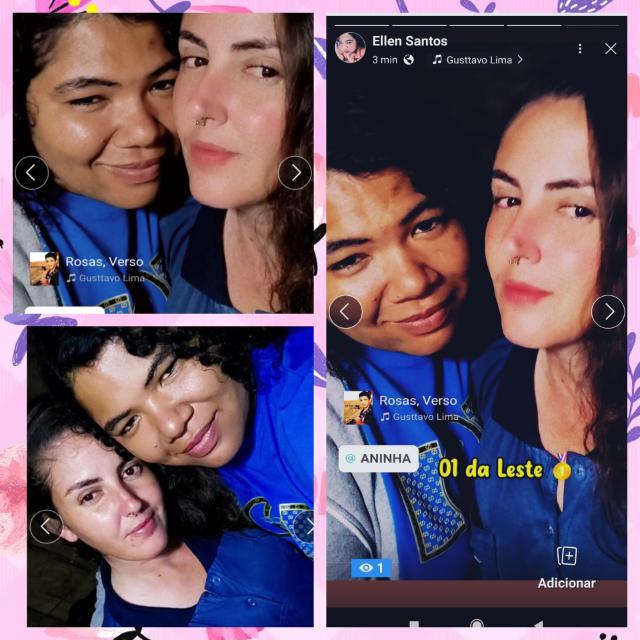 Rosas, Verso
Gusttavo Lima
Ellen Santos
3 min Gusttavo Lima
Rosas, Verso
Gusttavo Lima
@ ANINHA
01 da Leste
1
1
Adicionar